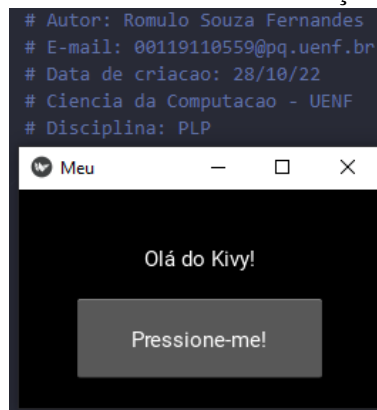 # Autor: Romulo Souza Fernandes
# E-mail: 00119110559@pq.uenf.br
# Data de criacao: 28/10/22
# Ciencia da Computacao - UENF
# Disciplina: PLP
Meu
Olá do Kivy!
Pressione-me!